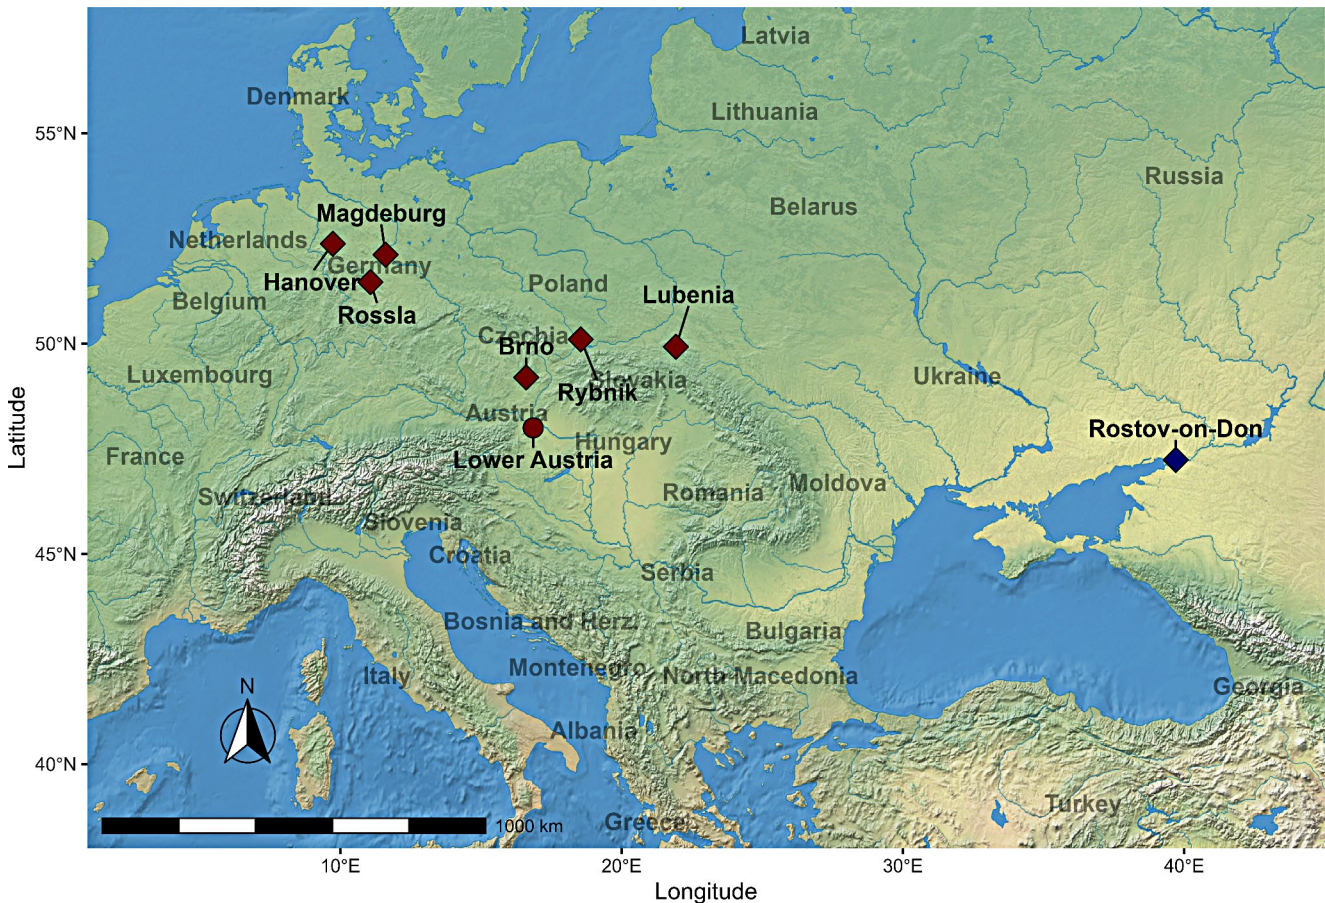 Latvia
Denmark
Lithuania
55°N
Russia
Belarus
Magdeburg
Netherlands
Germany
Hanover
Poland
Belgium
Lubenia
Rossla
Czechia
50°N
Brno
Luxembourg
Slovakia
Ukraine
Rybnik
Austria
Rostov-on-Don
Hungary
France
Lower Austria
Moldova
Romania
Switzerland
Slovenia
Croatia
45°N
Serbia
Bosnia and Herz.
Bulgaria
Montenegro
North Macedonia
Italy
N
Georgia
Albania
40°N
Turkey
Greece
1000 km
10°E
20°E
30°E
40°E
Longitude
Latitude